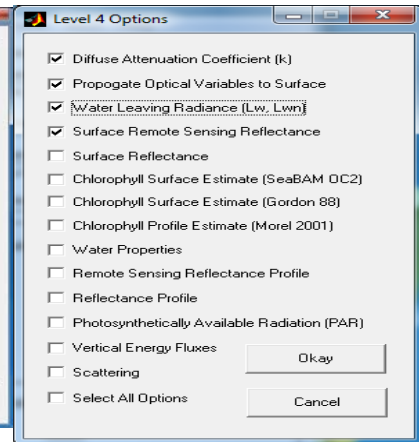 Level 4 Options
Diffuse Attenuation Coefficient (k)
Propogate Optical Variables to Surface
Water Leaving Radiance (Lw, Lwn)
Surface Remote Sensing Reflectance
Surface Reflectance
Chlorophyll Surface Estimate (SeaBAM OC2)
Chlorophyll Surface Estimate (Gordon 88)
Chlorophyll Profile Estimate (Morel 2001)
Water Properties
Remote Sensing Reflectance Profile
Reflectance Profile
Photosynthetically Available Radiation (PAR)
Vertical Energy Fluxes
Okay
Scattering
Select All Options
Cancel